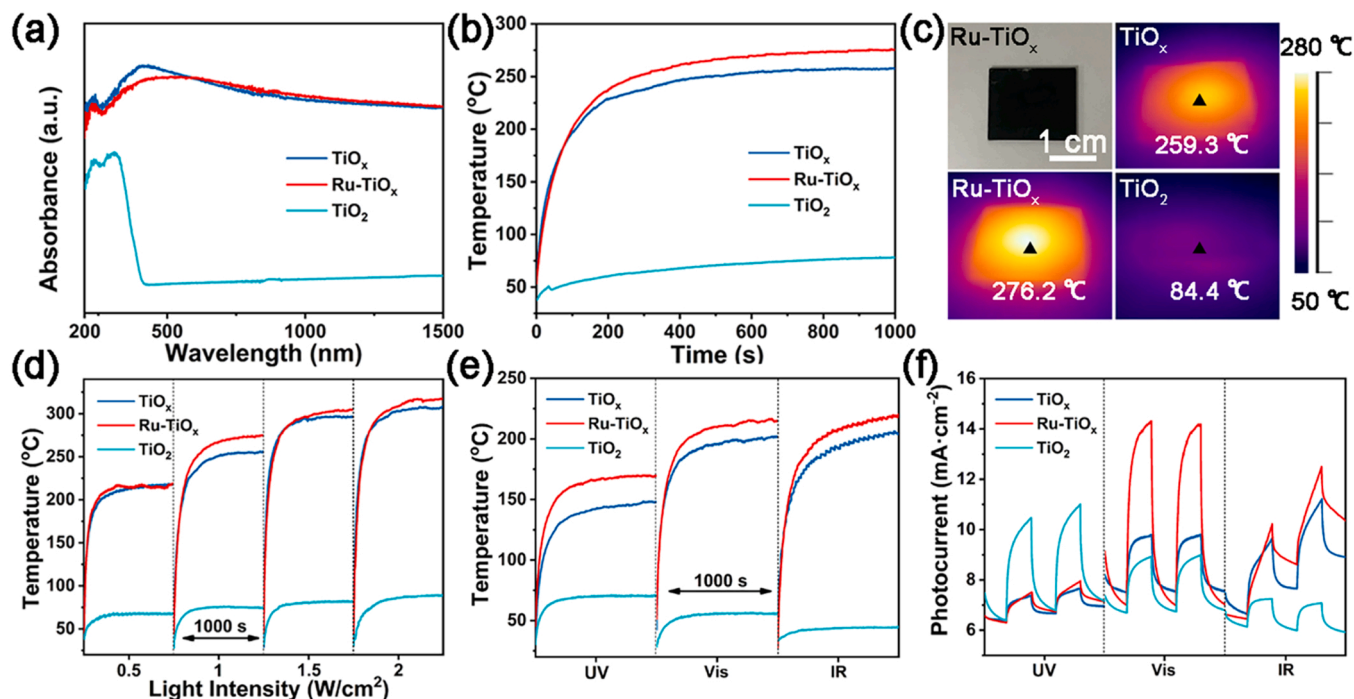 (a)
Absorbance (a.u.)
TiOₓ
Ru-TiOₓ
TiO₂
200
500
1000
1500
Wavelength (nm)
(b)
Temperature (°C)
300
250
200
150
100
50
TiOₓ
Ru-TiOₓ
TiO₂
0
200
400
600
800
1000
Time (s)
(c)
Ru-TiOₓ
1 cm
TiOₓ
259.3 ℃
Ru-TiOₓ
276.2 ℃
TiO₂
84.4 ℃
280 ℃
50 ℃
(d)
Temperature (°C)
300
250
200
150
100
50
TiOₓ
Ru-TiOₓ
TiO₂
1000 s
0.5
1
1.5
2
Light Intensity (W/cm²)
(e)
Temperature (°C)
250
200
150
100
50
TiOₓ
Ru-TiOₓ
TiO₂
1000 s
UV
Vis
IR
(f)
Photocurrent (mA·cm⁻²)
16
14
12
10
8
6
TiOₓ
Ru-TiOₓ
TiO₂
UV
Vis
IR